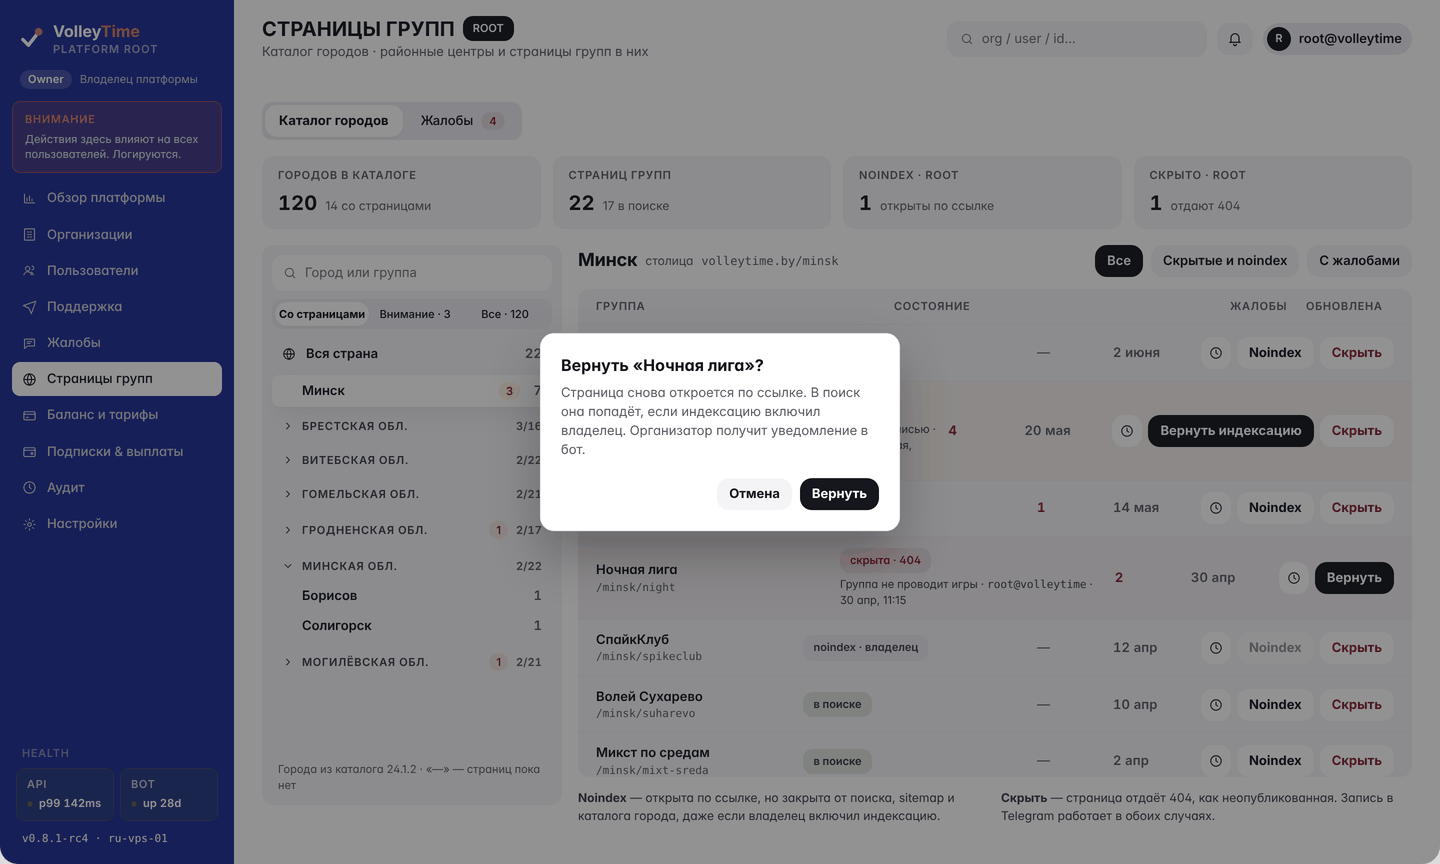 VolleyTime
PLATFORM ROOT
Owner Владелец платформы
ВНИМАНИЕ
Действия здесь влияют на всех
пользователей. Логируются.
Обзор платформы
Организации
Пользователи
Поддержка
Жалобы
Страницы групп
Баланс и тарифы
Подписки & выплаты
Аудит
Настройки
HEALTH
API
p99 142ms
BOT
up 28d
v0.8.1-rc4 · ru-vps-01
СТРАНИЦЫ ГРУПП ROOT
Каталог городов · районные центры и страницы групп в них
org / user / id...
R root@volleytime
Каталог городов Жалобы 4
ГОРОДОВ В КАТАЛОГЕ
120 14 со страницами
СТРАНИЦ ГРУПП
22 17 в поиске
NOINDEX · ROOT
1 открыты по ссылке
СКРЫТО · ROOT
1 отдают 404
Город или группа
Со страницами Внимание · 3 Все · 120
Вся страна 22
Минск 3 7
БРЕСТСКАЯ ОБЛ. 3/16
ВИТЕБСКАЯ ОБЛ. 2/22
ГОМЕЛЬСКАЯ ОБЛ. 2/21
ГРОДНЕНСКАЯ ОБЛ. 1 2/17
МИНСКАЯ ОБЛ. 2/22
Борисов 1
Солигорск 1
МОГИЛЁВСКАЯ ОБЛ. 1 2/21
Города из каталога 24.1.2 · «—» — страниц пока
нет
Минск столица volleytime.by/minsk
Все Скрытые и noindex С жалобами
ГРУППА СОСТОЯНИЕ ЖАЛОБЫ ОБНОВЛЕНА
— 2 июня Noindex Скрыть
4 20 мая Вернуть индексацию Скрыть
1 14 мая Noindex Скрыть
Ночная лига
/minsk/night
скрыта · 404
Группа не проводит игры · root@volleytime ·
30 апр, 11:15
2 30 апр Вернуть
СпайкКлуб
/minsk/spikeclub
noindex · владелец — 12 апр Noindex Скрыть
Волей Сухарево
/minsk/suharevo
в поиске — 10 апр Noindex Скрыть
Микст по средам
/minsk/mixt-sreda
в поиске — 2 апр Noindex Скрыть
Noindex — открыта по ссылке, но закрыта от поиска, sitemap и
каталога города, даже если владелец включил индексацию.
Скрыть — страница отдаёт 404, как неопубликованная. Запись в
Telegram работает в обоих случаях.
Вернуть «Ночная лига»?
Страница снова откроется по ссылке. В поиск
она попадёт, если индексацию включил
владелец. Организатор получит уведомление в
бот.
Отмена Вернуть